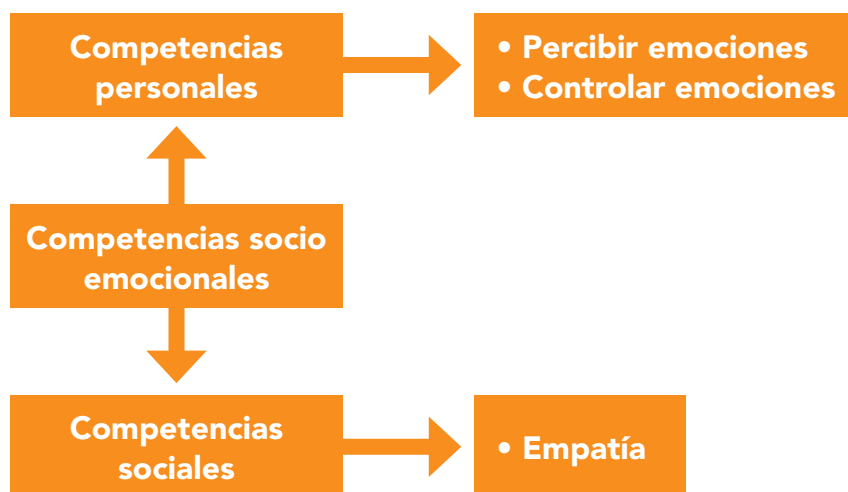 Competencias
personales
• Percibir emociones
• Controlar emociones
Competencias socio
emocionales
Competencias
sociales
• Empatía